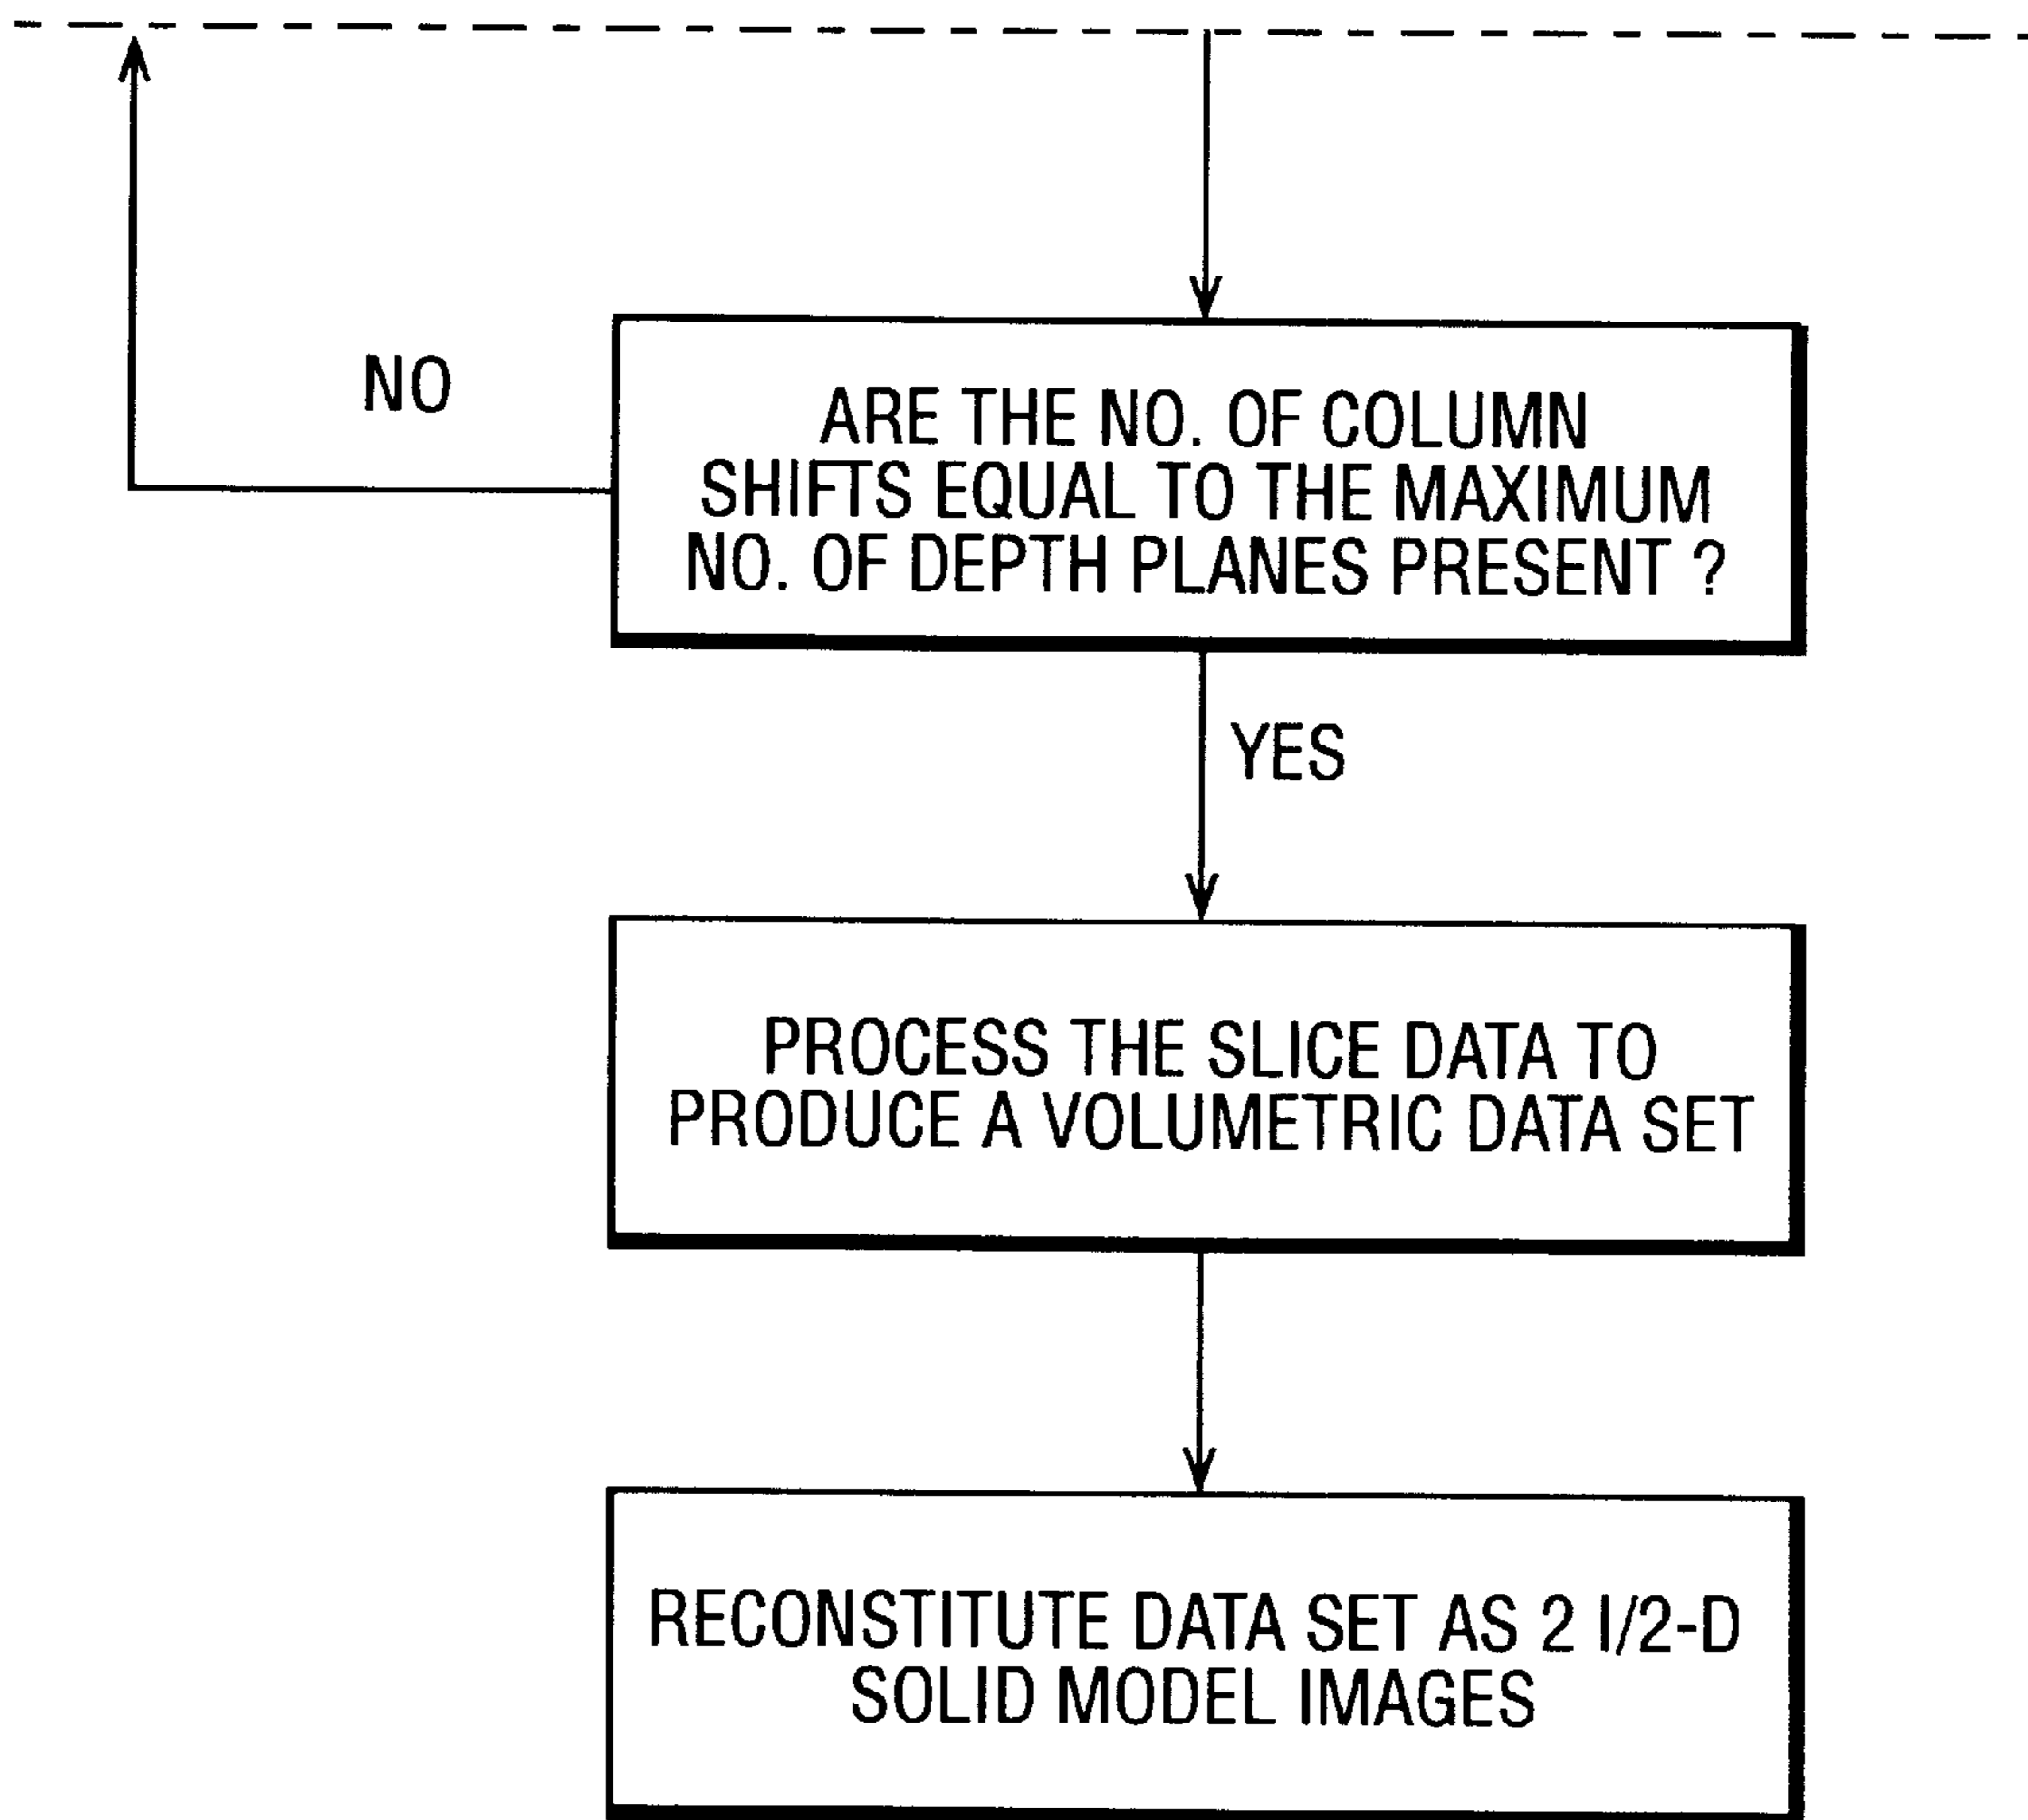 NO
ARE THE NO. OF COLUMN
SHIFTS EQUAL TO THE MAXIMUM
NO. OF DEPTH PLANES PRESENT ?
YES
PROCESS THE SLICE DATA TO
PRODUCE A VOLUMETRIC DATA SET
RECONSTITUTE DATA SET AS 2 I/2-D
SOLID MODEL IMAGES